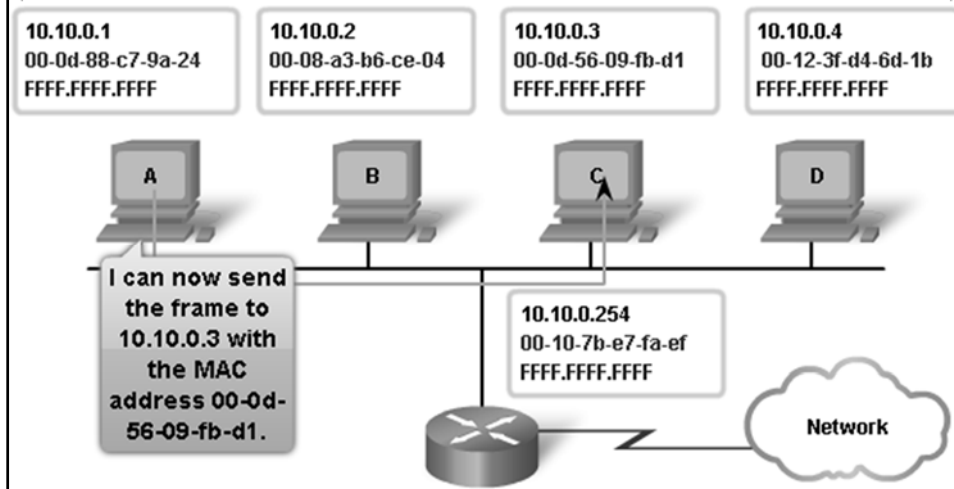 10.10.0.1
00-0d-88-c7-9a-24
FFFF.FFFF.FFFF
10.10.0.2
00-08-a3-b6-ce-04
FFFF.FFFF.FFFF
10.10.0.3
00-0d-56-09-fb-d1
FFFF.FFFF.FFFF
10.10.0.4
00-12-3f-d4-6d-1b
FFFF.FFFF.FFFF
A
B
C
D
I can now send
the frame to
10.10.0.3 with
the MAC
address 00-0d-
56-09-fb-d1.
10.10.0.254
00-10-7b-e7-fa-ef
FFFF.FFFF.FFFF
Network